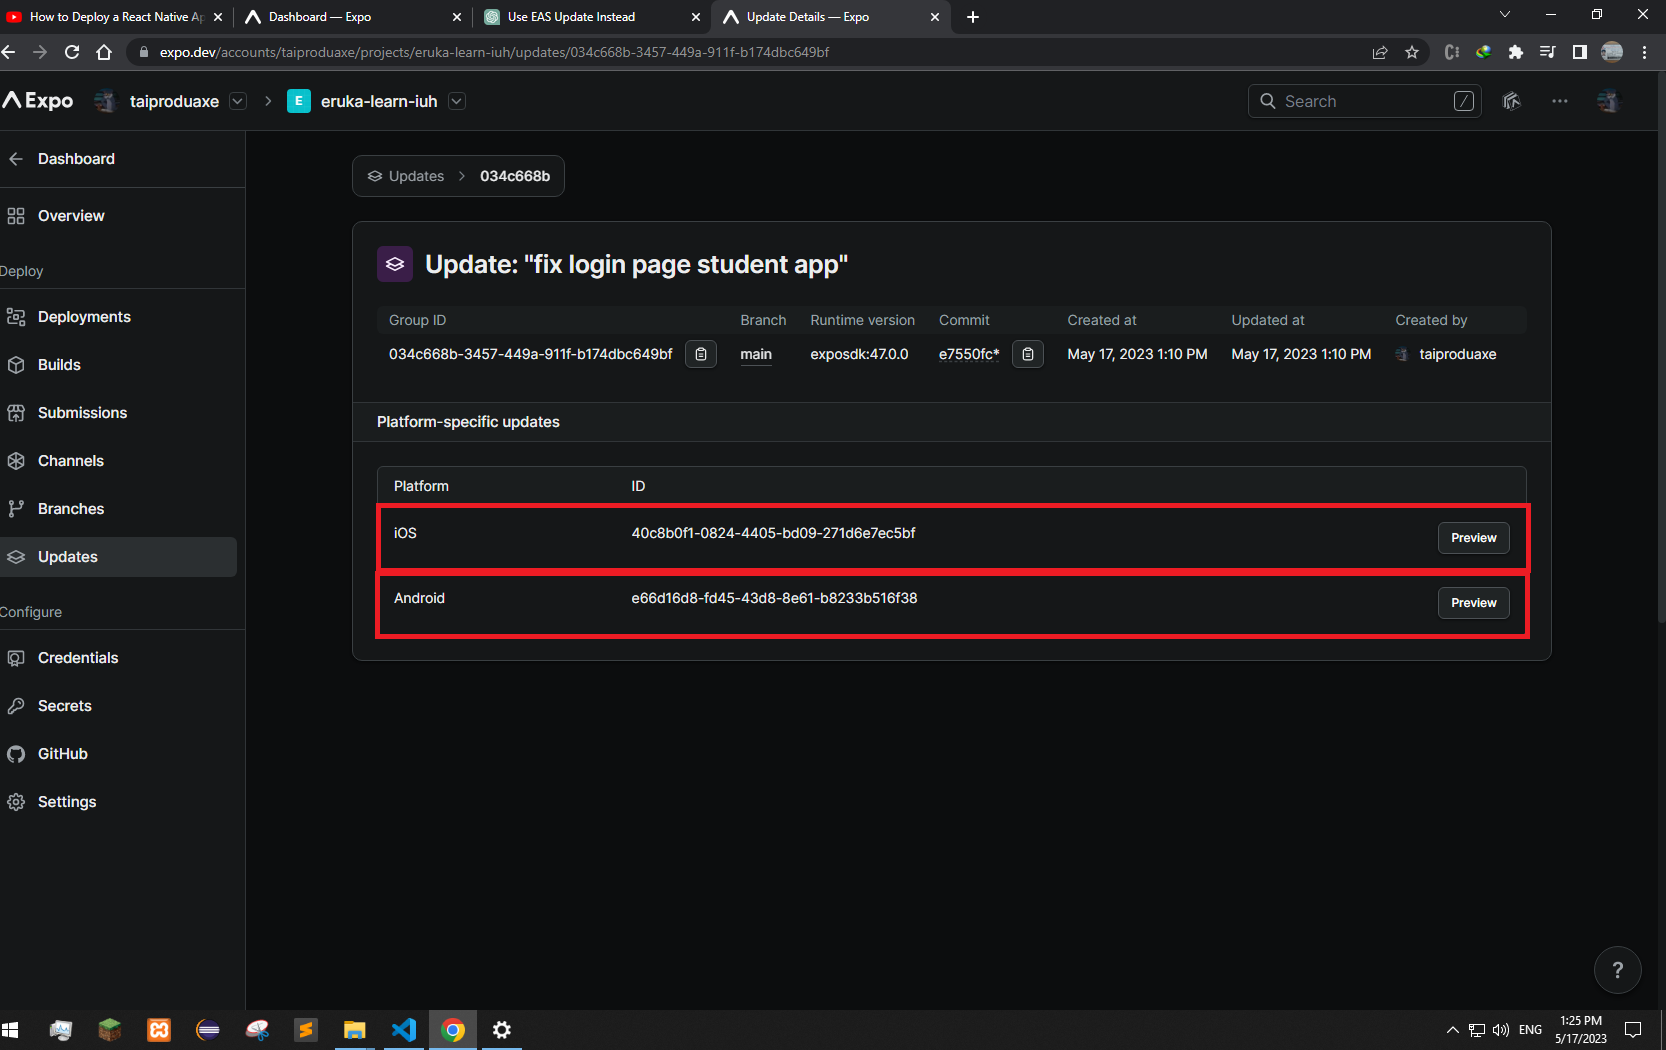 How to Deploy a React Native Ap
Dashboard — Expo
Use EAS Update Instead
Update Details — Expo
expo.dev/accounts/taiproduaxe/projects/eruka-learn-iuh/updates/034c668b-3457-449a-911f-b174dbc649bf
Expo
taiproduaxe
E
eruka-learn-iuh
Search
/
Dashboard
Overview
Deploy
Deployments
Builds
Submissions
Channels
Branches
Updates
Configure
Credentials
Secrets
GitHub
Settings
Updates
034c668b
Update: "fix login page student app"
Group ID Branch Runtime version Commit Created at Updated at Created by
034c668b-3457-449a-911f-b174dbc649bf main exposdk:47.0.0 e7550fc* May 17, 2023 1:10 PM May 17, 2023 1:10 PM taiproduaxe
Platform-specific updates
Platform ID
iOS 40c8b0f1-0824-4405-bd09-271d6e7ec5bf Preview
Android e66d16d8-fd45-43d8-8e61-b8233b516f38 Preview
?
ENG
1:25 PM
5/17/2023